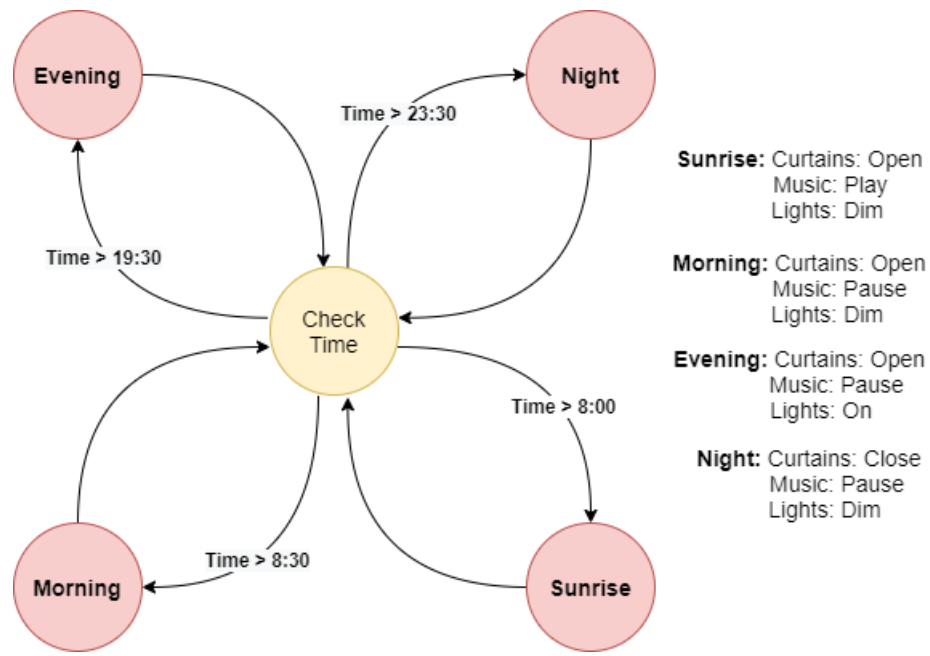 Evening
Night
Time > 23:30
Time > 19:30
Check
Time
Time > 8:00
Time > 8:30
Morning
Sunrise
Sunrise: Curtains: Open
Music: Play
Lights: Dim
Morning: Curtains: Open
Music: Pause
Lights: Dim
Evening: Curtains: Open
Music: Pause
Lights: On
Night: Curtains: Close
Music: Pause
Lights: Dim